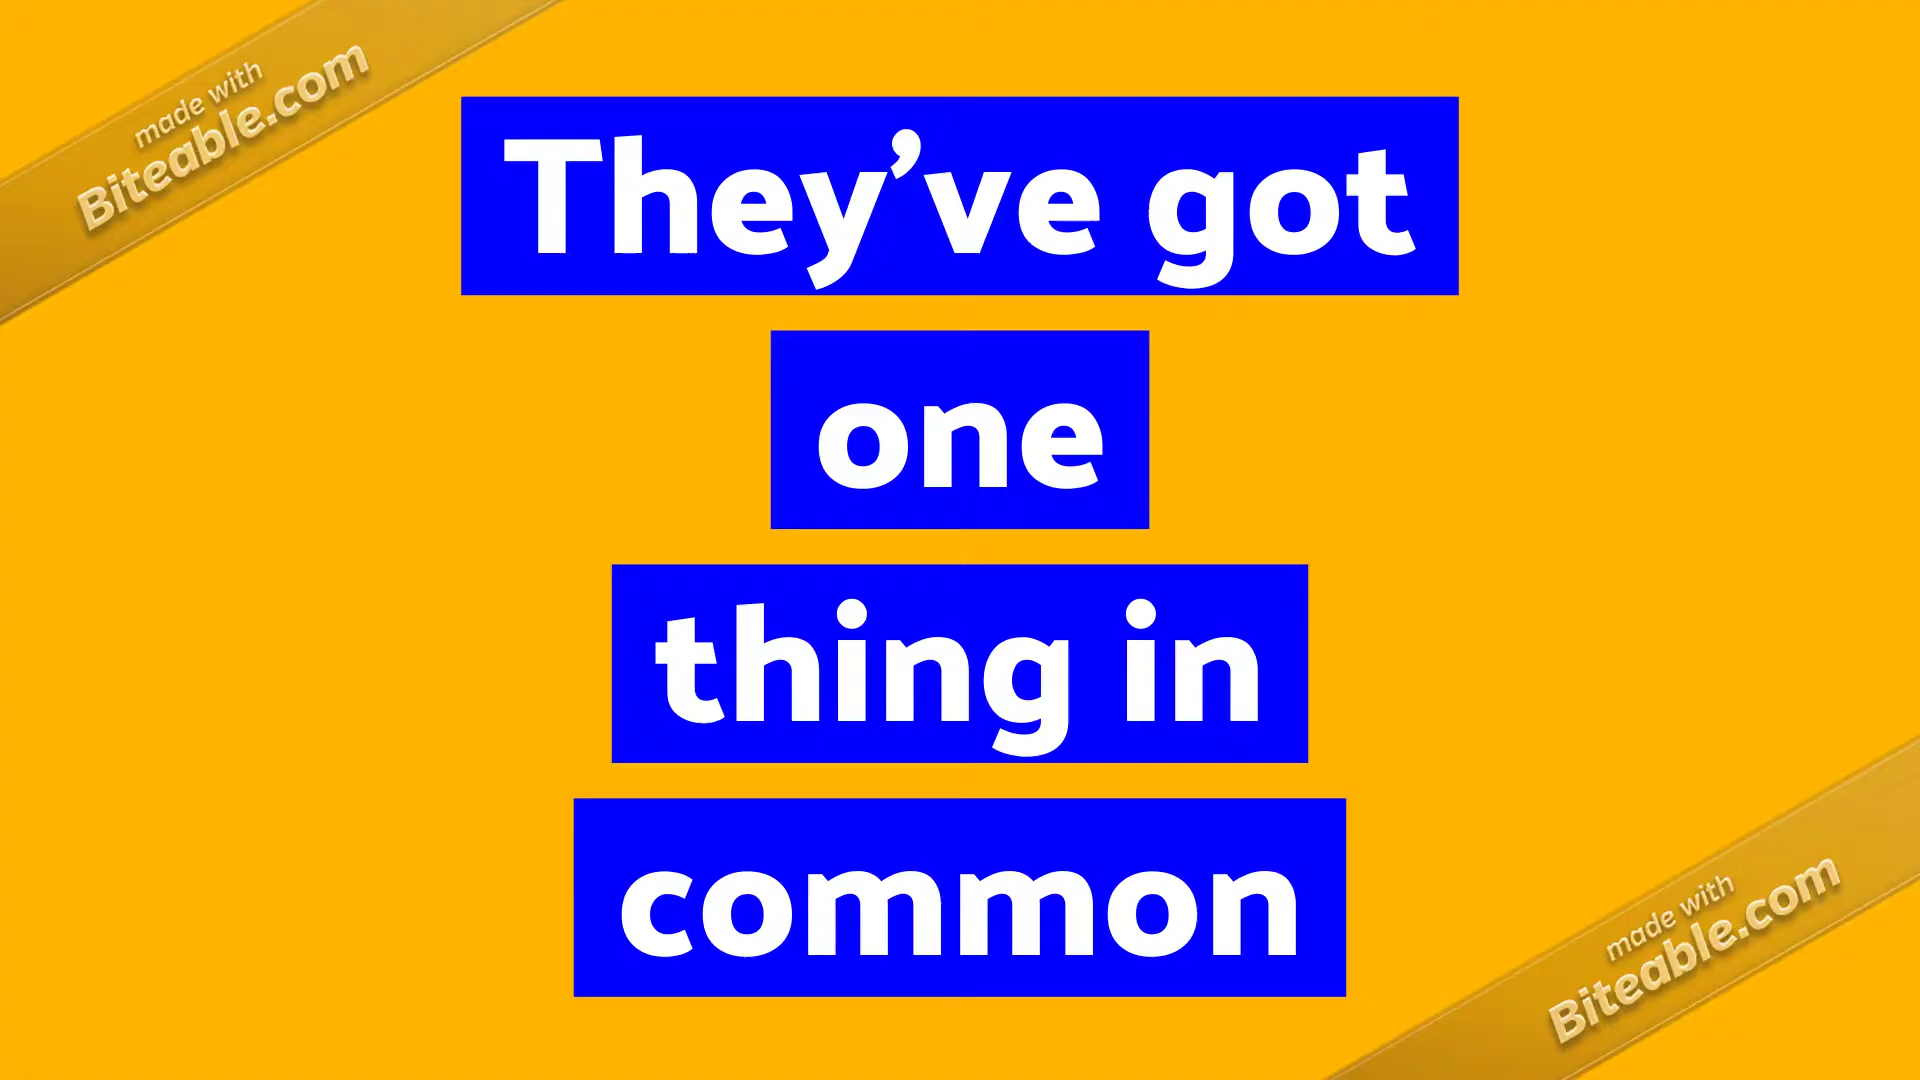 made with
Biteable.com
They’ve got
one
thing in
common
made with
Biteable.com